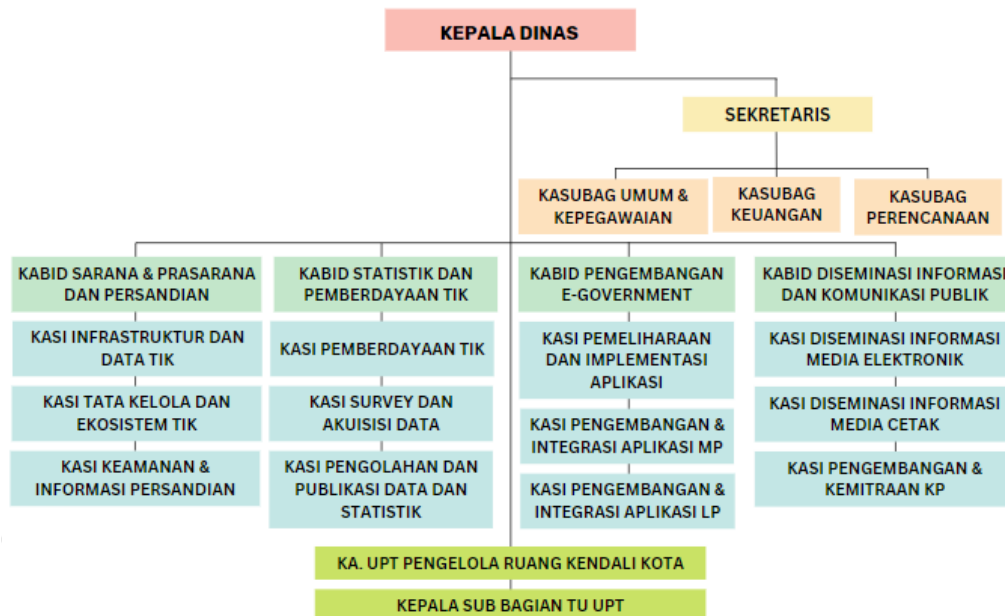 KEPALA DINAS
SEKRETARIS
KASUBAG UMUM &
KEPEGAWAIAN
KASUBAG
KEUANGAN
KASUBAG
PERENCANAAN
KABID SARANA & PRASARANA
DAN PERSANDIAN
KASI INFRASTRUKTUR DAN
DATA TIK
KASI TATA KELOLA DAN
EKOSISTEM TIK
KASI KEAMANAN &
INFORMASI PERSANDIAN
KABID STATISTIK DAN
PEMBERDAYAAN TIK
KASI PEMBERDAYAAN TIK
KASI SURVEY DAN
AKUISISI DATA
KASI PENGOLAHAN DAN
PUBLIKASI DATA DAN
STATISTIK
KABID PENGEMBANGAN
E-GOVERNMENT
KASI PEMELIHARAAN
DAN IMPLEMENTASI
APLIKASI
KASI PENGEMBANGAN &
INTEGRASI APLIKASI MP
KASI PENGEMBANGAN &
INTEGRASI APLIKASI LP
KABID DISEMINASI INFORMASI
DAN KOMUNIKASI PUBLIK
KASI DISEMINASI INFORMASI
MEDIA ELEKTRONIK
KASI DISEMINASI INFORMASI
MEDIA CETAK
KASI PENGEMBANGAN &
KEMITRAAN KP
KA. UPT PENGELOLA RUANG KENDALI KOTA
KEPALA SUB BAGIAN TU UPT